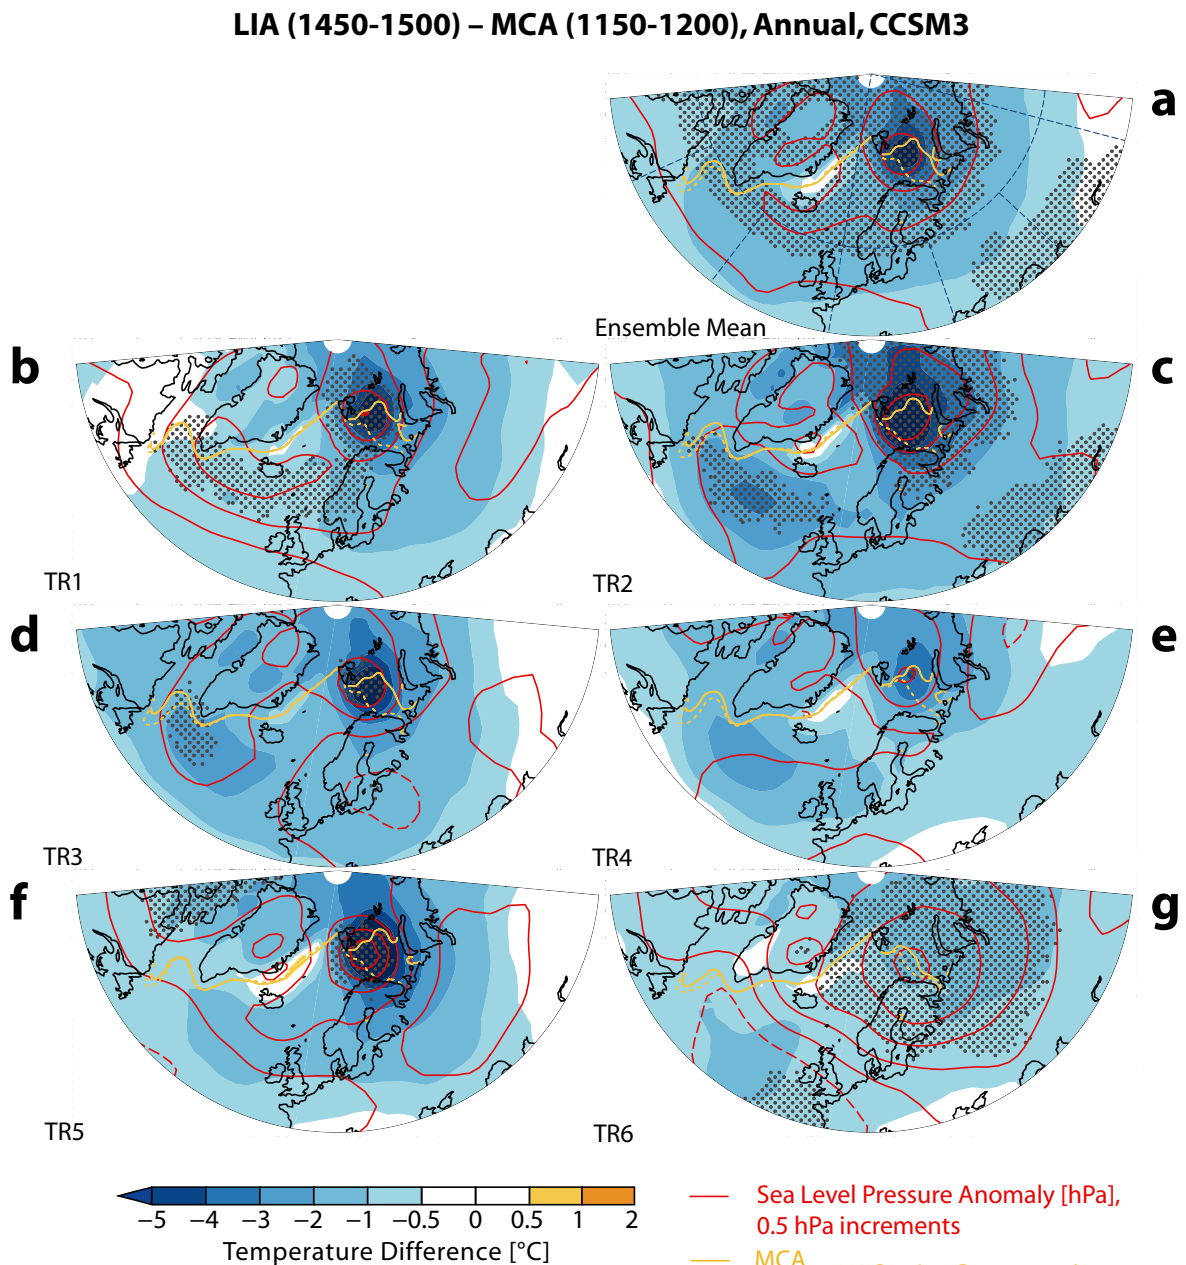 LIA (1450-1500) – MCA (1150-1200), Annual, CCSM3
a
Ensemble Mean
b
c
TR1
TR2
d
e
TR3
TR4
f
g
TR5
TR6
−5 −4 −3 −2 −1 −0.5 0 0.5 1 2
Temperature Difference [°C]
Sea Level Pressure Anomaly [hPa],
0.5 hPa increments
MCA